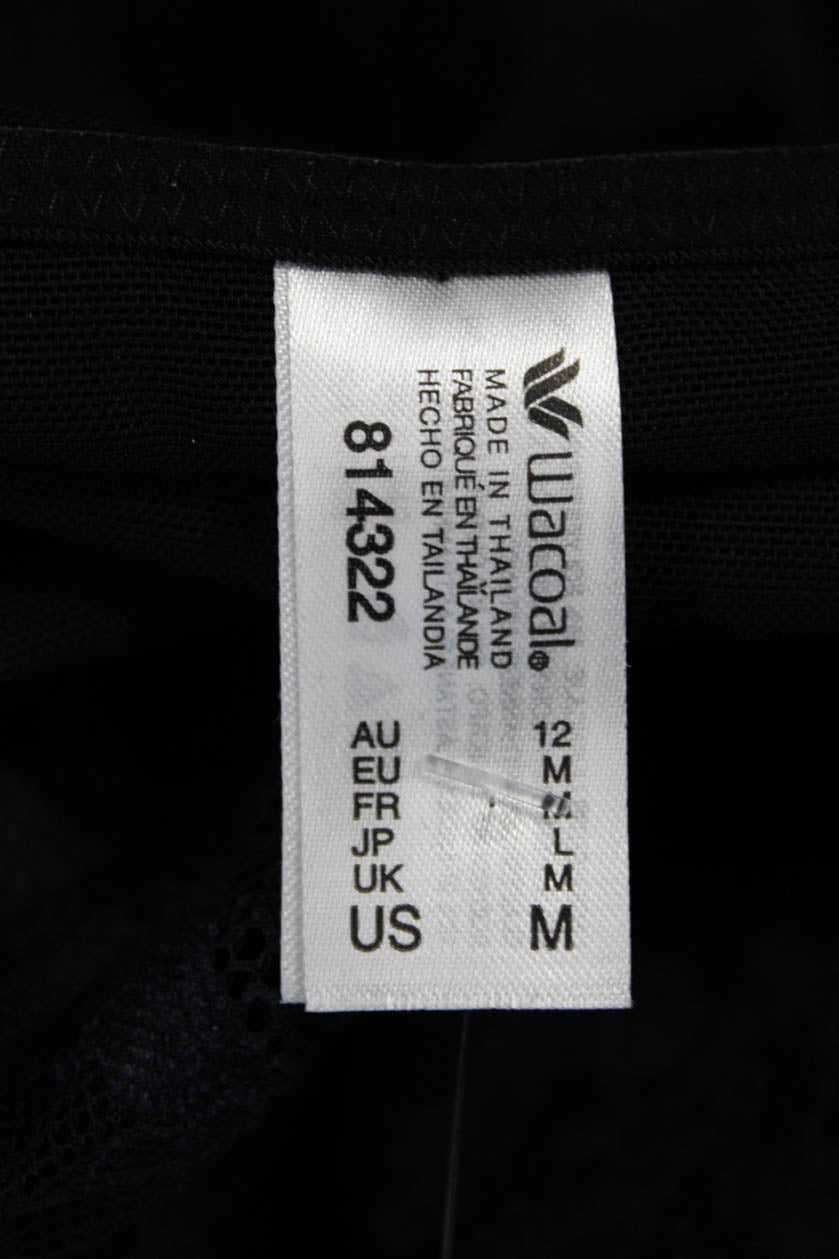 wacoal®
MADE IN THAILAND
FABRIQUÉ EN THAÏLANDE
HECHO EN TAILANDIA
814322
AU 12
EU M
FR M
JP L
UK M
US M